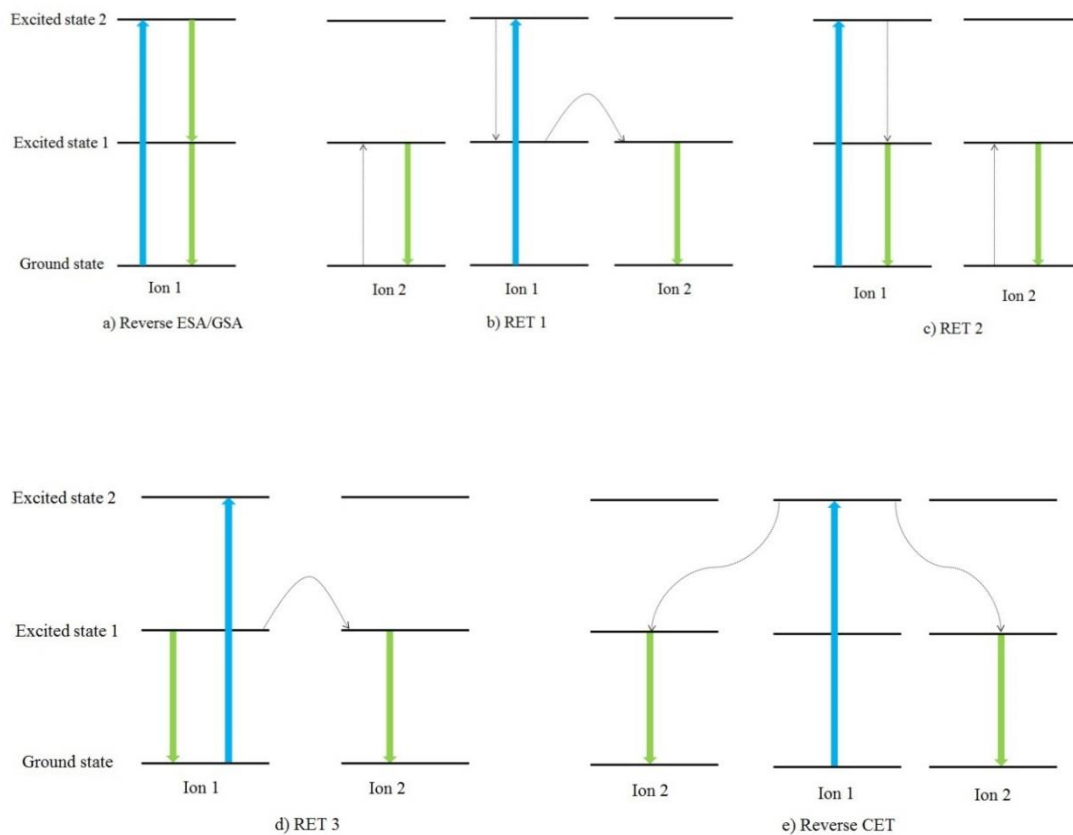 Excited state 2
Excited state 1
Ground state
Ion 1
Ion 2
Ion 1
Ion 2
Ion 1
Ion 2
a) Reverse ESA/GSA
b) RET 1
c) RET 2
Excited state 2
Excited state 1
Ground state
Ion 1
Ion 2
Ion 2
Ion 1
Ion 2
d) RET 3
e) Reverse CET